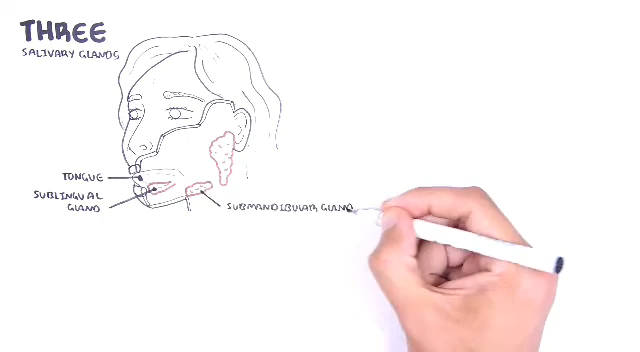 THREE
SALIVARY GLANDS
TONGUE
SUBLINGUAL
GLAND
SUBMANDIBULAR GLAND